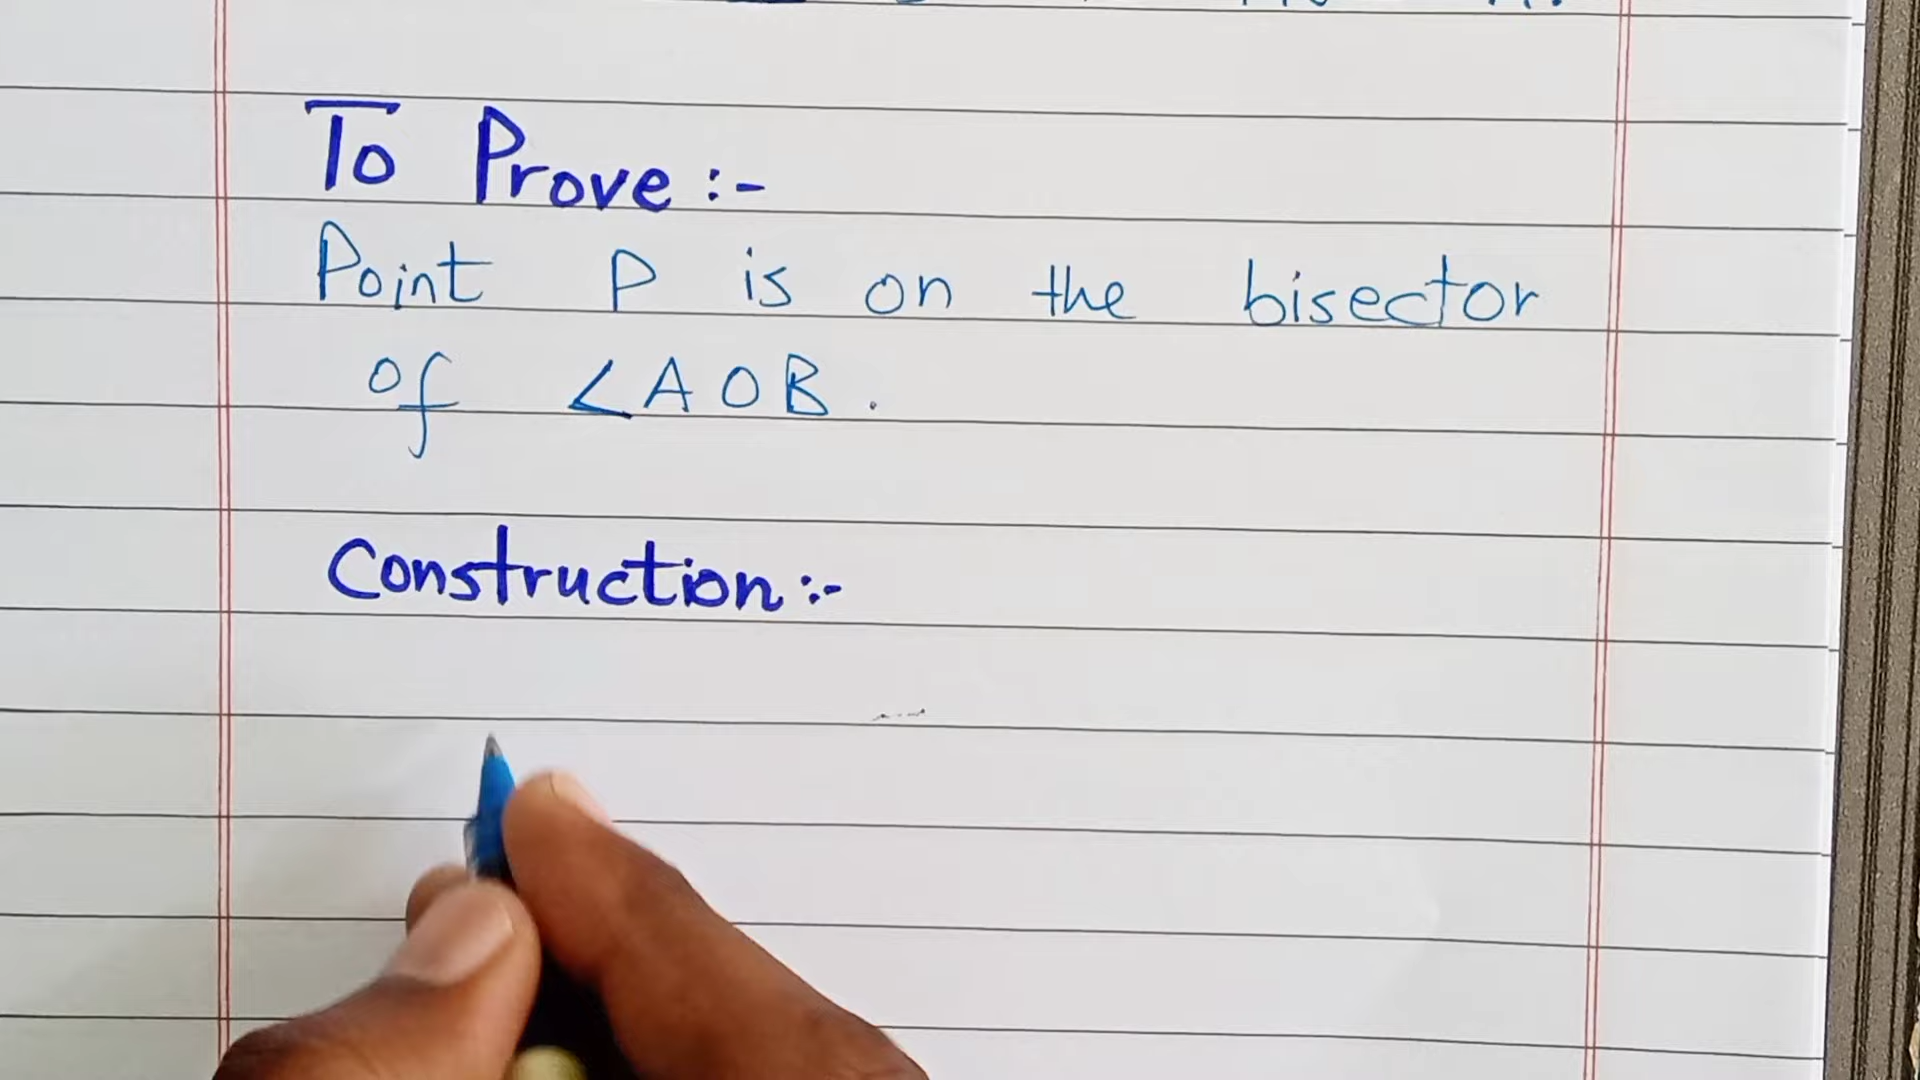 To Prove :-
Point P is on the bisector
of ∠AOB.
Construction :-